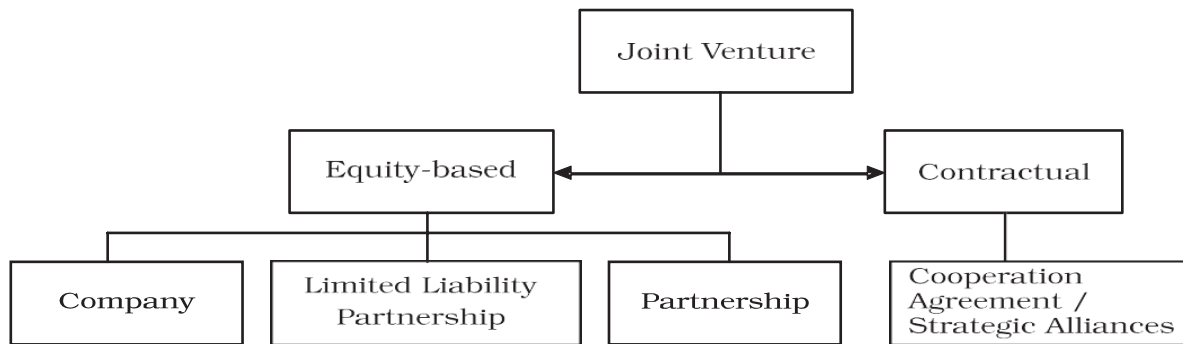 Joint Venture
Equity-based
Contractual
Company
Limited Liability
Partnership
Partnership
Cooperation
Agreement /
Strategic Alliances